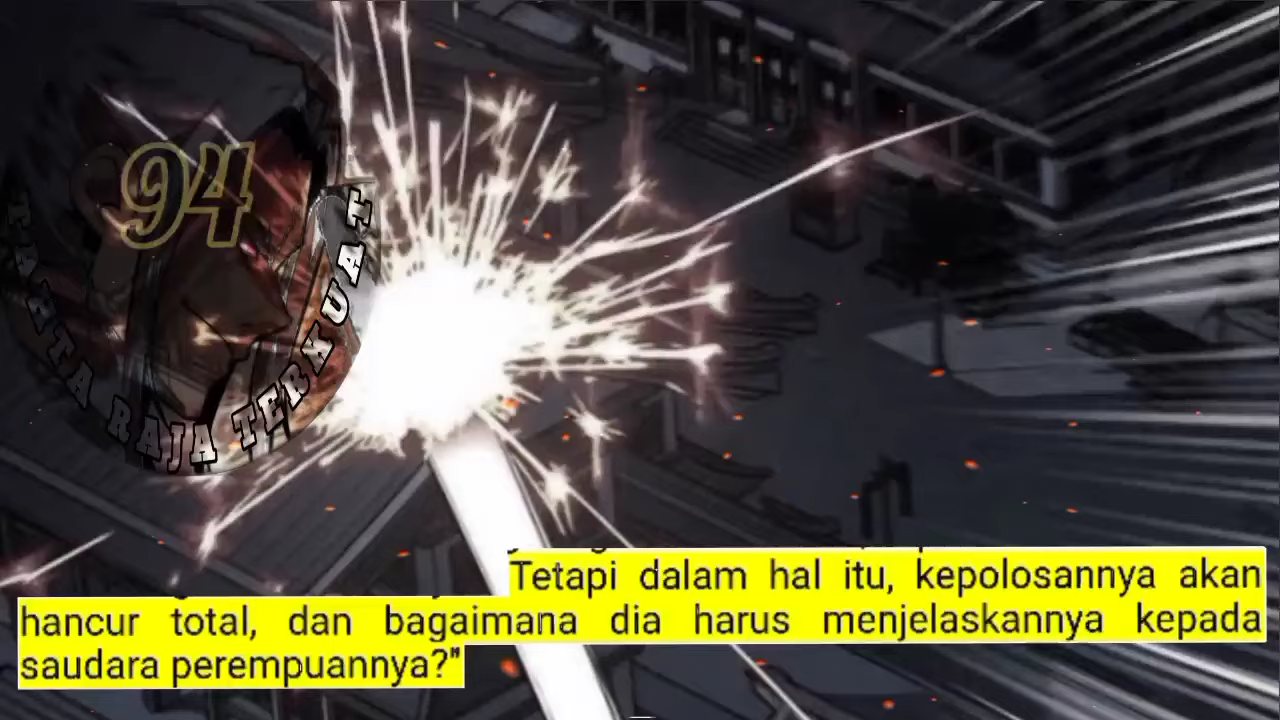 94
TAHTA RAJA TERKUAT
Tetapi dalam hal itu, kepolosannya akan
hancur total, dan bagaimana dia harus menjelaskannya kepada
saudara perempuannya?"